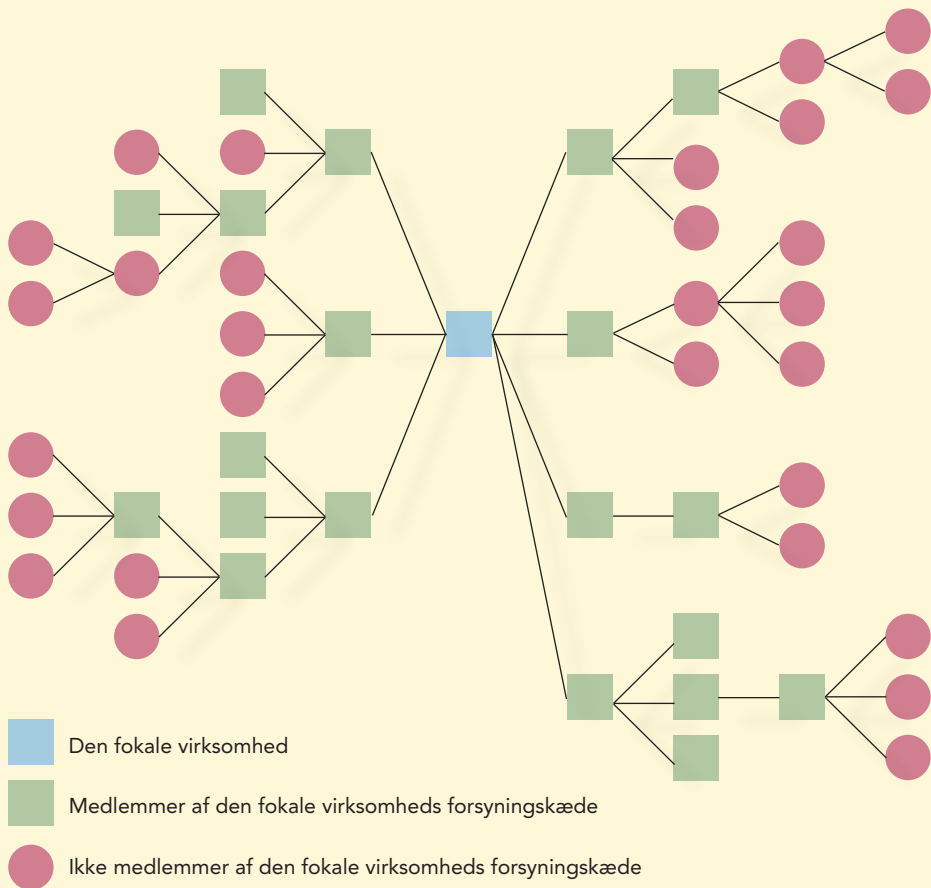 Den fokale virksomhed
Medlemmer af den fokale virksomheds forsyningskæde
Ikke medlemmer af den fokale virksomheds forsyningskæde